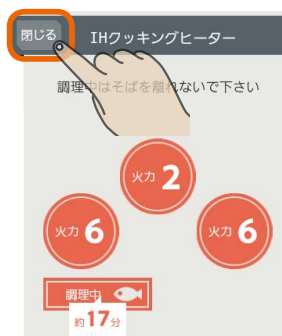 閉じる
IHクッキングヒーター
調理中はそばを離れないで下さい
火力 2
火力 6
火力 6
調理中
約17分